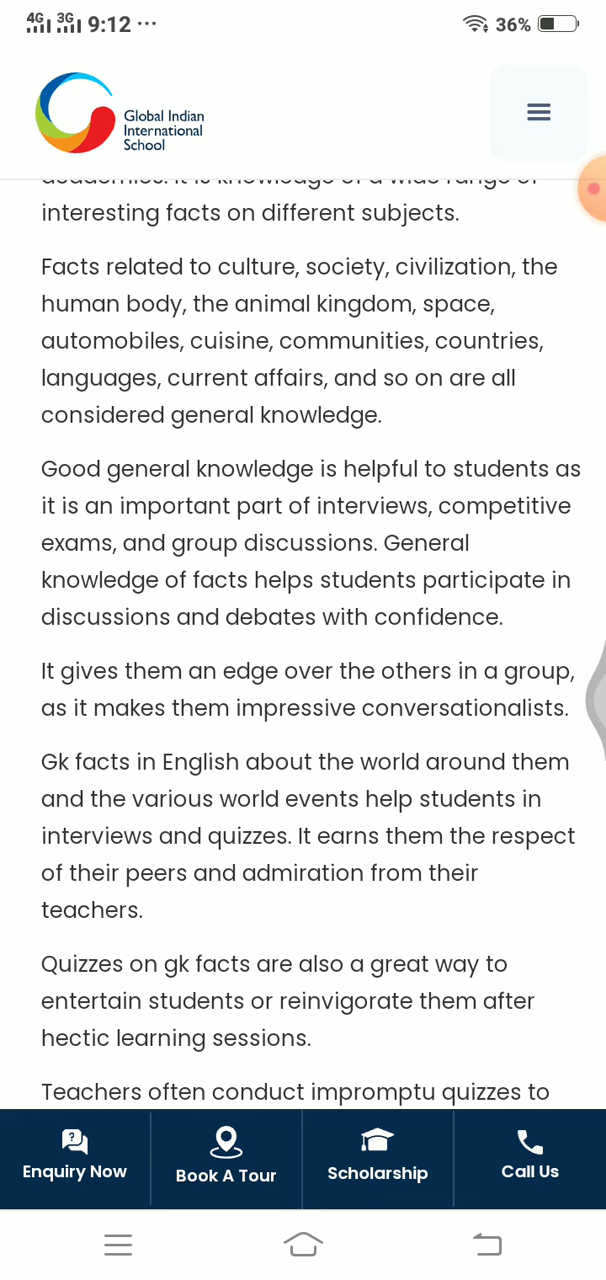 4G 3G 9:12 ... 36%
Global Indian
International
School
interesting facts on different subjects.
Facts related to culture, society, civilization, the
human body, the animal kingdom, space,
automobiles, cuisine, communities, countries,
languages, current affairs, and so on are all
considered general knowledge.
Good general knowledge is helpful to students as
it is an important part of interviews, competitive
exams, and group discussions. General
knowledge of facts helps students participate in
discussions and debates with confidence.
It gives them an edge over the others in a group,
as it makes them impressive conversationalists.
Gk facts in English about the world around them
and the various world events help students in
interviews and quizzes. It earns them the respect
of their peers and admiration from their
teachers.
Quizzes on gk facts are also a great way to
entertain students or reinvigorate them after
hectic learning sessions.
Teachers often conduct impromptu quizzes to
Enquiry Now Book A Tour Scholarship Call Us